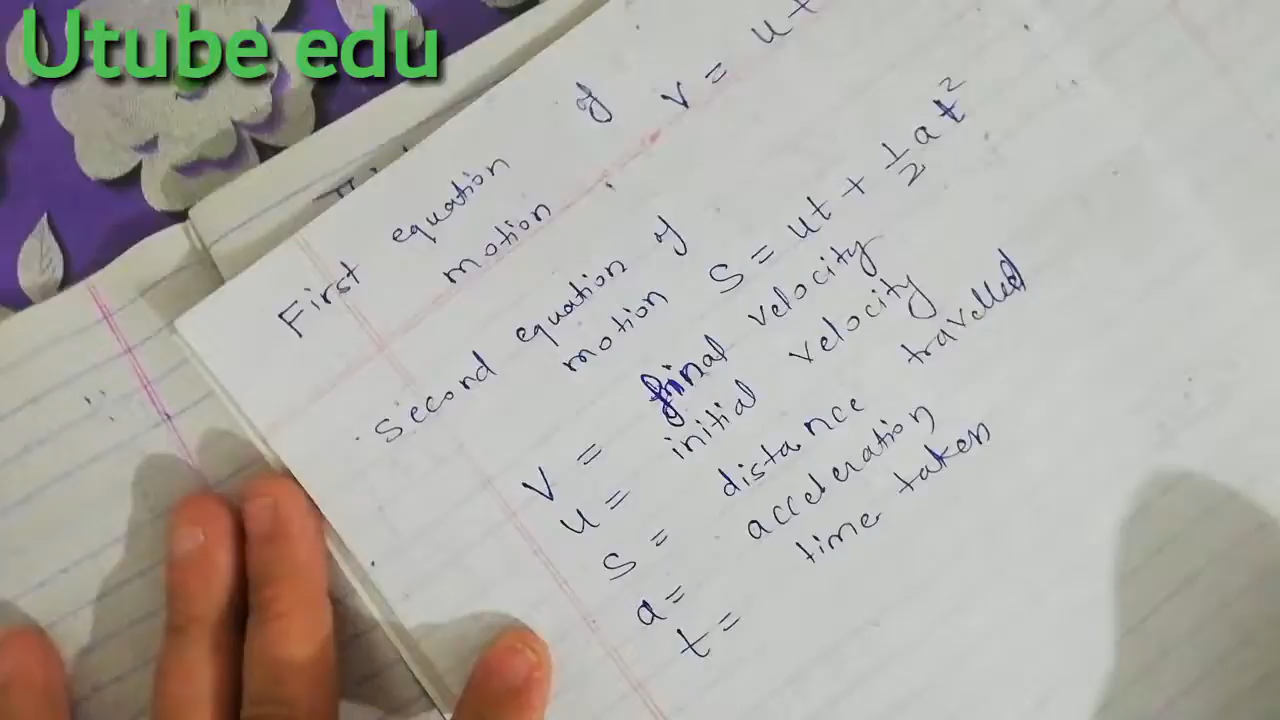 Utube edu
First equation of
motion v = u +
Second equation of
motion S = ut + 1/2 at²
V = final velocity
u = initial velocity
S = distance travelled
a = acceleration
t = time taken